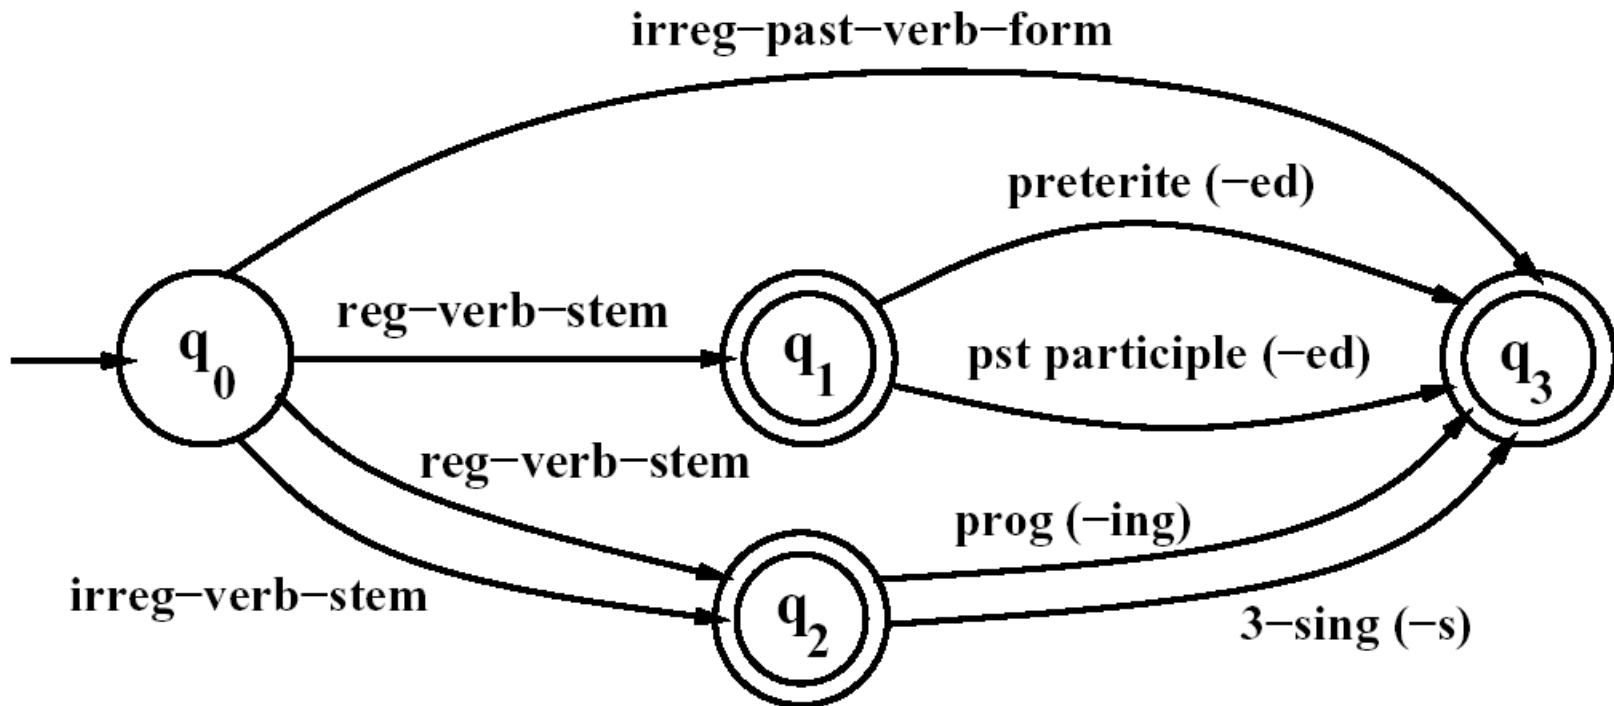 irreg−past−verb−form
preterite (−ed)
reg−verb−stem
q0
q1
pst participle (−ed)
q3
reg−verb−stem
prog (−ing)
irreg−verb−stem
q2
3−sing (−s)